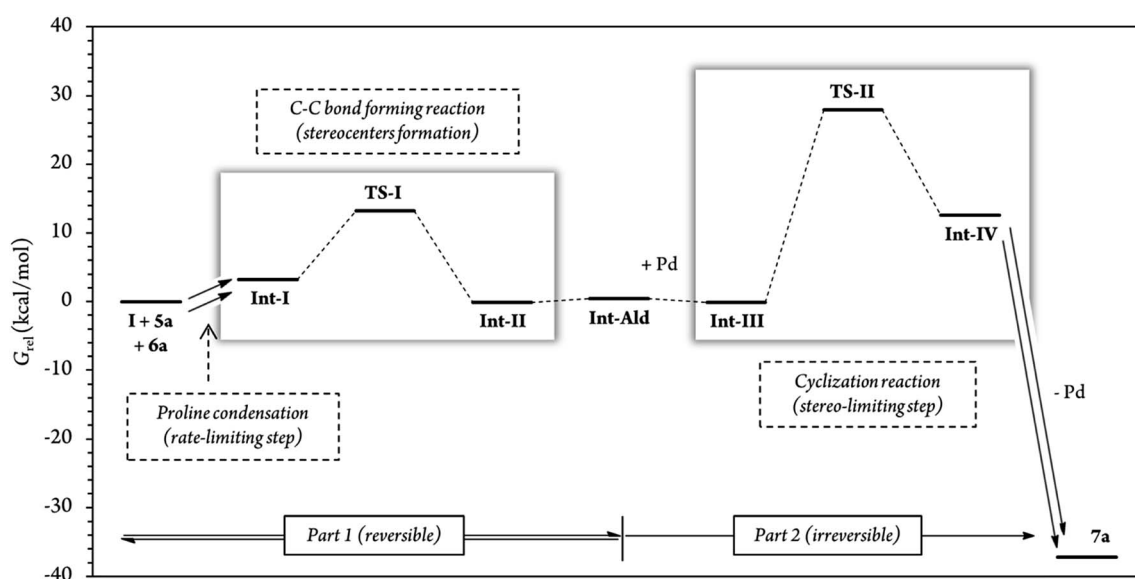 40
30
20
10
0
-10
-20
-30
-40
G_rel (kcal/mol)
C-C bond forming reaction
(stereocenters formation)
TS-I
TS-II
Int-I
Int-II
Int-Ald
+ Pd
Int-III
Int-IV
I + 5a
+ 6a
Proline condensation
(rate-limiting step)
Cyclization reaction
(stereo-limiting step)
- Pd
Part 1 (reversible)
Part 2 (irreversible)
7a